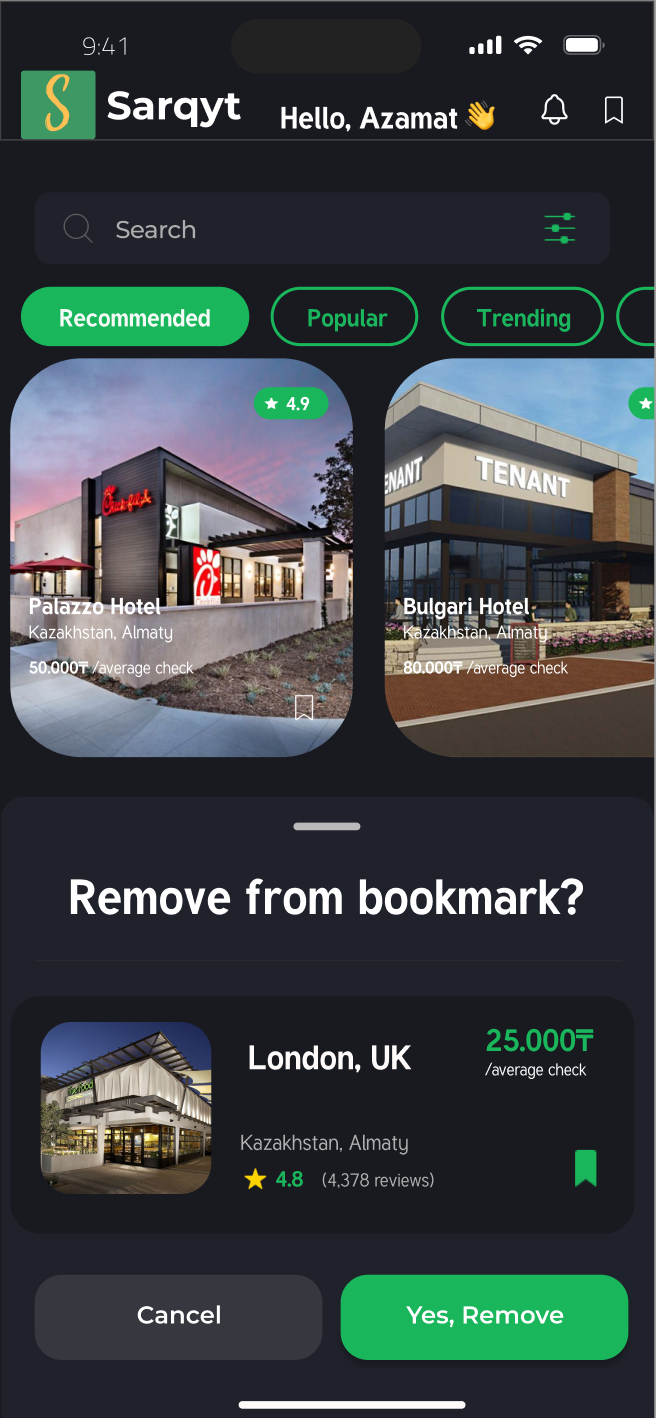 9:41
S
Sarqyt
Hello, Azamat 👋
Search
Recommended
Popular
Trending
4.9
Chick-fil-A
TENANT
TENANT
Palazzo Hotel
Kazakhstan, Almaty
50.000₸ /average check
Bulgari Hotel
Kazakhstan, Almaty
80.000₸ /average check
Remove from bookmark?
London, UK
25.000₸
/average check
Kazakhstan, Almaty
4.8 (4,378 reviews)
Cancel
Yes, Remove